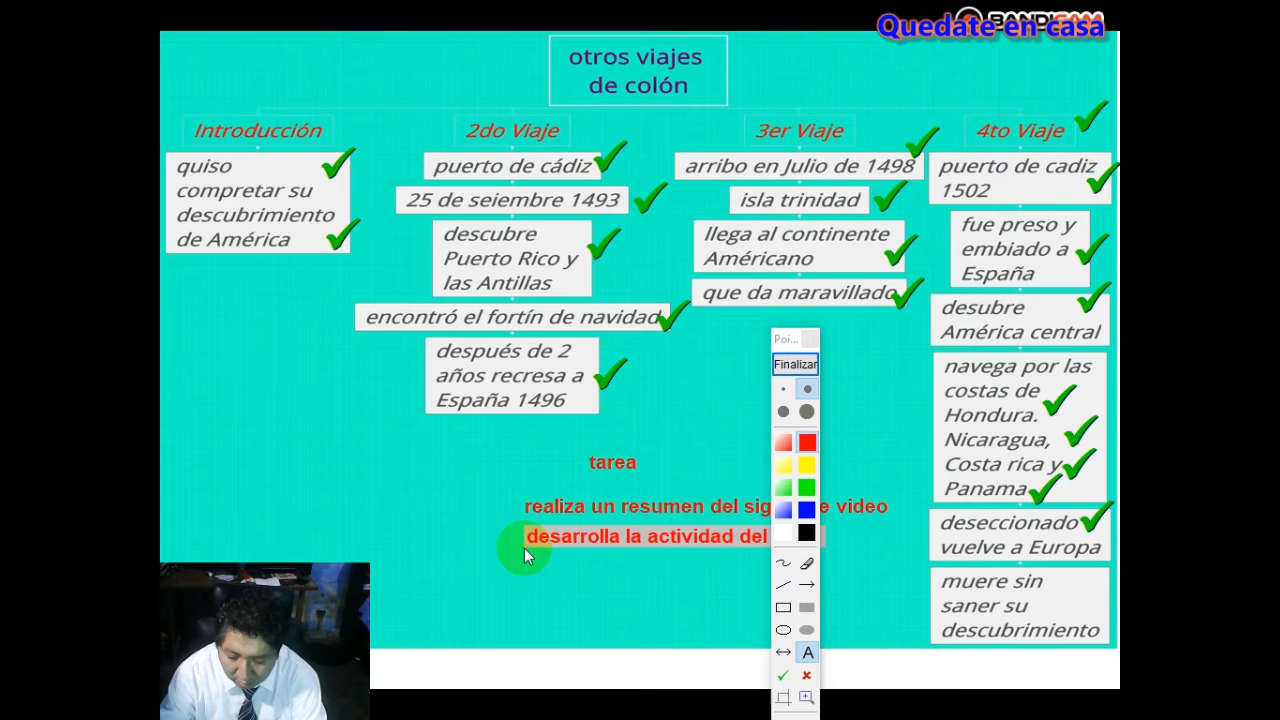 Quedate en casa
otros viajes
de colón
Introducción
quiso
compretar su
descubrimiento
de América
2do Viaje
puerto de cádiz
25 de seiembre 1493
descubre
Puerto Rico y
las Antillas
encontró el fortín de navidad
después de 2
años recresa a
España 1496
3er Viaje
arribo en Julio de 1498
isla trinidad
llega al continente
Américano
que da maravillado
4to Viaje
puerto de cadiz
1502
fue preso y
embiado a
España
desubre
América central
navega por las
costas de
Hondura.
Nicaragua,
Costa rica y
Panama
deseccionado
vuelve a Europa
muere sin
saner su
descubrimiento
tarea
realiza un resumen del video
desarrolla la actividad del
Poi...
Finalizar
A